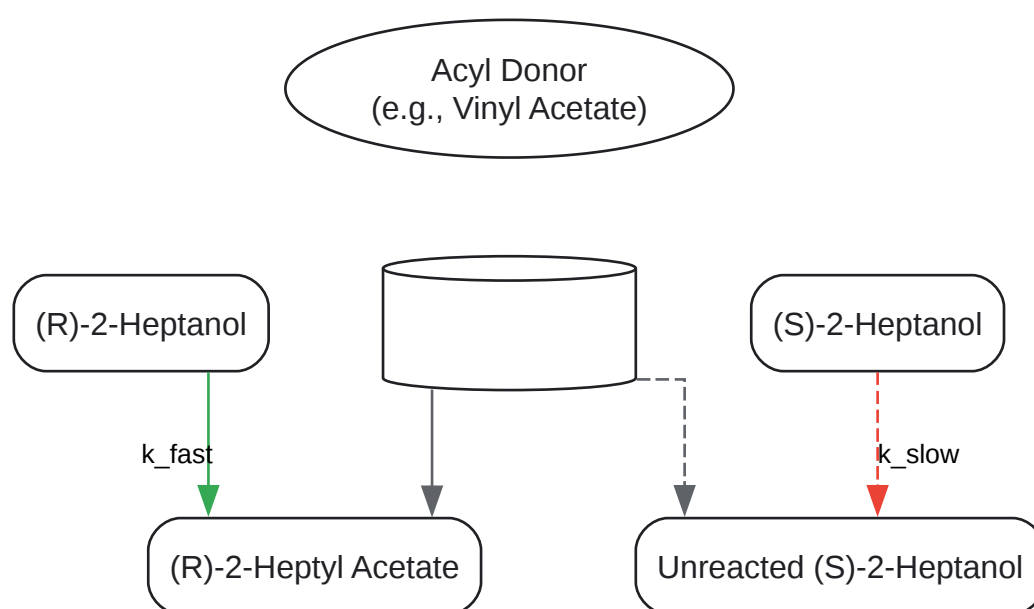 Acyl Donor
(e.g., Vinyl Acetate)
(R)-2-Heptanol
(S)-2-Heptanol
k_fast
k_slow
(R)-2-Heptyl Acetate
Unreacted (S)-2-Heptanol